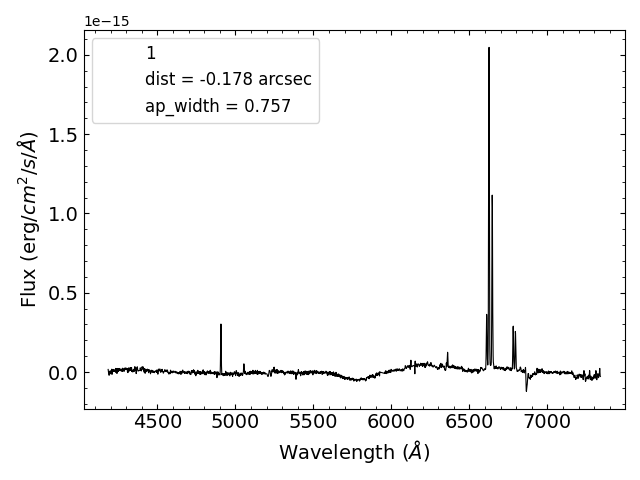 1e−15
1
dist = -0.178 arcsec
ap_width = 0.757
2.0
1.5
1.0
0.5
0.0
Flux (erg/cm²/s/Å)
4500 5000 5500 6000 6500 7000
Wavelength (Å)